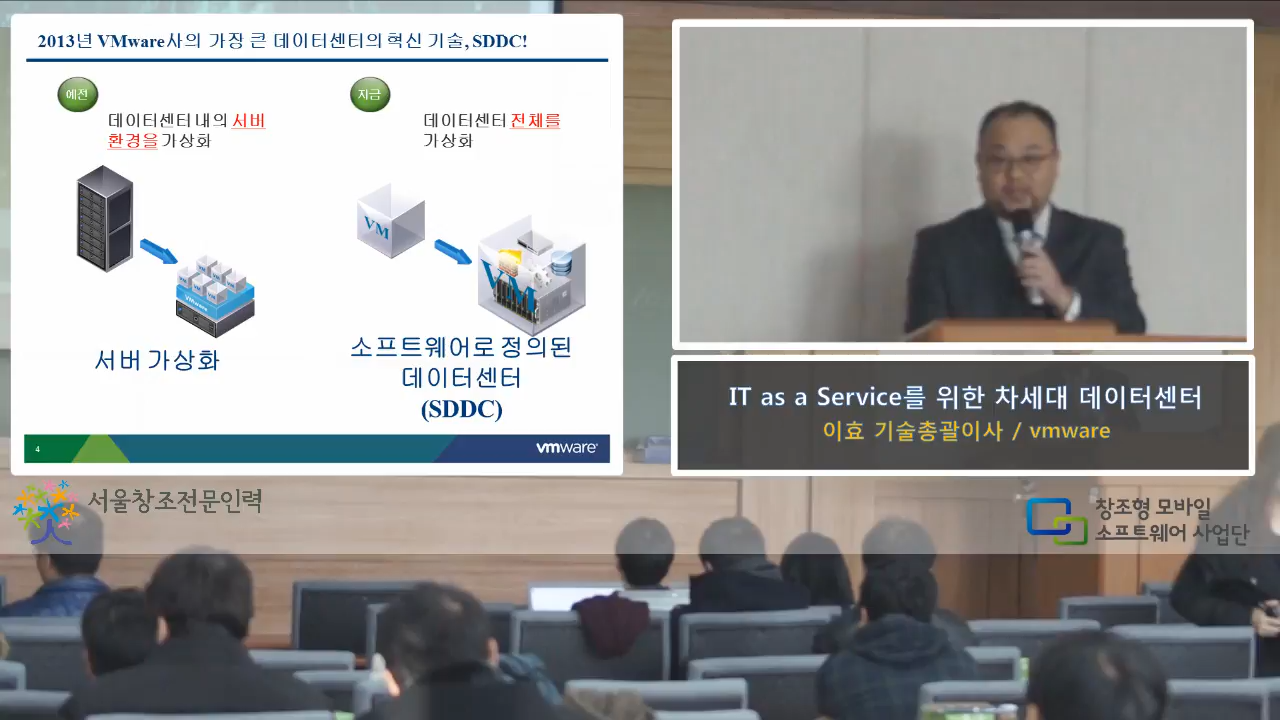 2013년 VMware사의 가장 큰 데이터센티의 혁신 기술, SDDC!
예전
데이터센터 내의 서버
환경을 가상화
VM
VMware
서버 가상화
지금
데이터센터 전체를
가상화
VM
VM
소프트웨어로 정의된
데이터센터
(SDDC)
4
vmware
IT as a Service를 위한 차세대 데이터센터
이효 기술총괄이사 / vmware
서울창조전문인력
창조형 모바일
소프트웨어 사업단